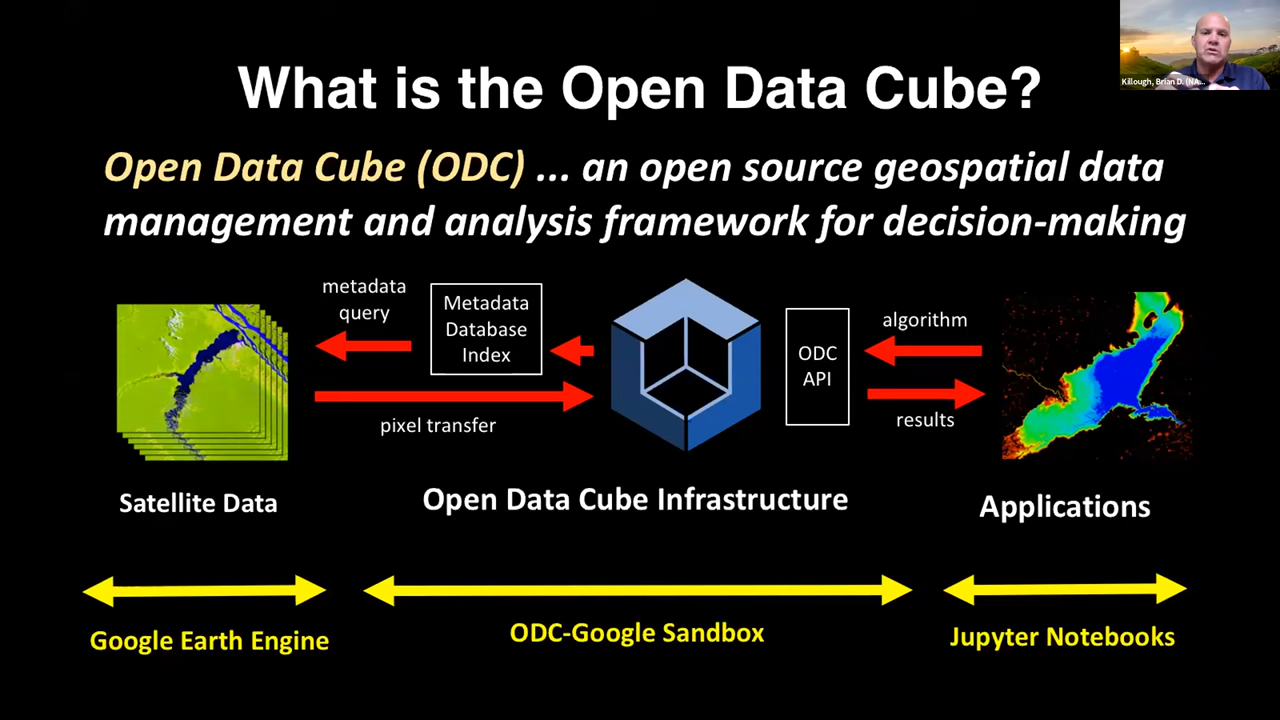 What is the Open Data Cube?
Killough, Brian D. (NA...
Open Data Cube (ODC) ... an open source geospatial data
management and analysis framework for decision-making
metadata
query
Metadata
Database
Index
pixel transfer
ODC
API
algorithm
results
Satellite Data
Open Data Cube Infrastructure
Applications
Google Earth Engine
ODC-Google Sandbox
Jupyter Notebooks